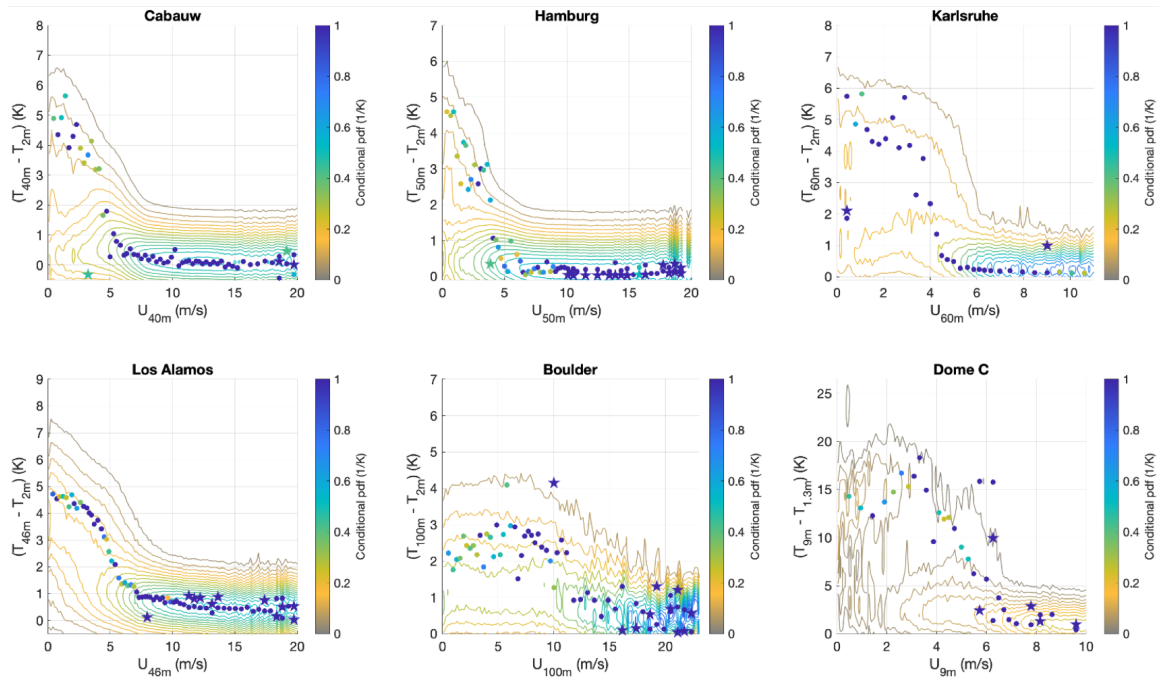 Cabauw
8
7
6
5
4
3
2
1
0
0 5 10 15 20
(T40m - T2m) (K)
U40m (m/s)
1
0.8
0.6
0.4
0.2
0
Conditional pdf (1/K)
Hamburg
7
6
5
4
3
2
1
0
0 5 10 15 20
(T50m - T2m) (K)
U50m (m/s)
1
0.8
0.6
0.4
0.2
0
Conditional pdf (1/K)
Karlsruhe
8
7
6
5
4
3
2
1
0
0 2 4 6 8 10
(T60m - T2m) (K)
U60m (m/s)
1
0.8
0.6
0.4
0.2
0
Conditional pdf (1/K)
Los Alamos
9
8
7
6
5
4
3
2
1
0
0 5 10 15 20
(T46m - T2m) (K)
U46m (m/s)
1
0.8
0.6
0.4
0.2
0
Conditional pdf (1/K)
Boulder
7
6
5
4
3
2
1
0
0 5 10 15 20
(T100m - T2m) (K)
U100m (m/s)
1
0.8
0.6
0.4
0.2
0
Conditional pdf (1/K)
Dome C
25
20
15
10
5
0
0 2 4 6 8 10
(T9m - T1.3m) (K)
U9m (m/s)
1
0.8
0.6
0.4
0.2
0
Conditional pdf (1/K)